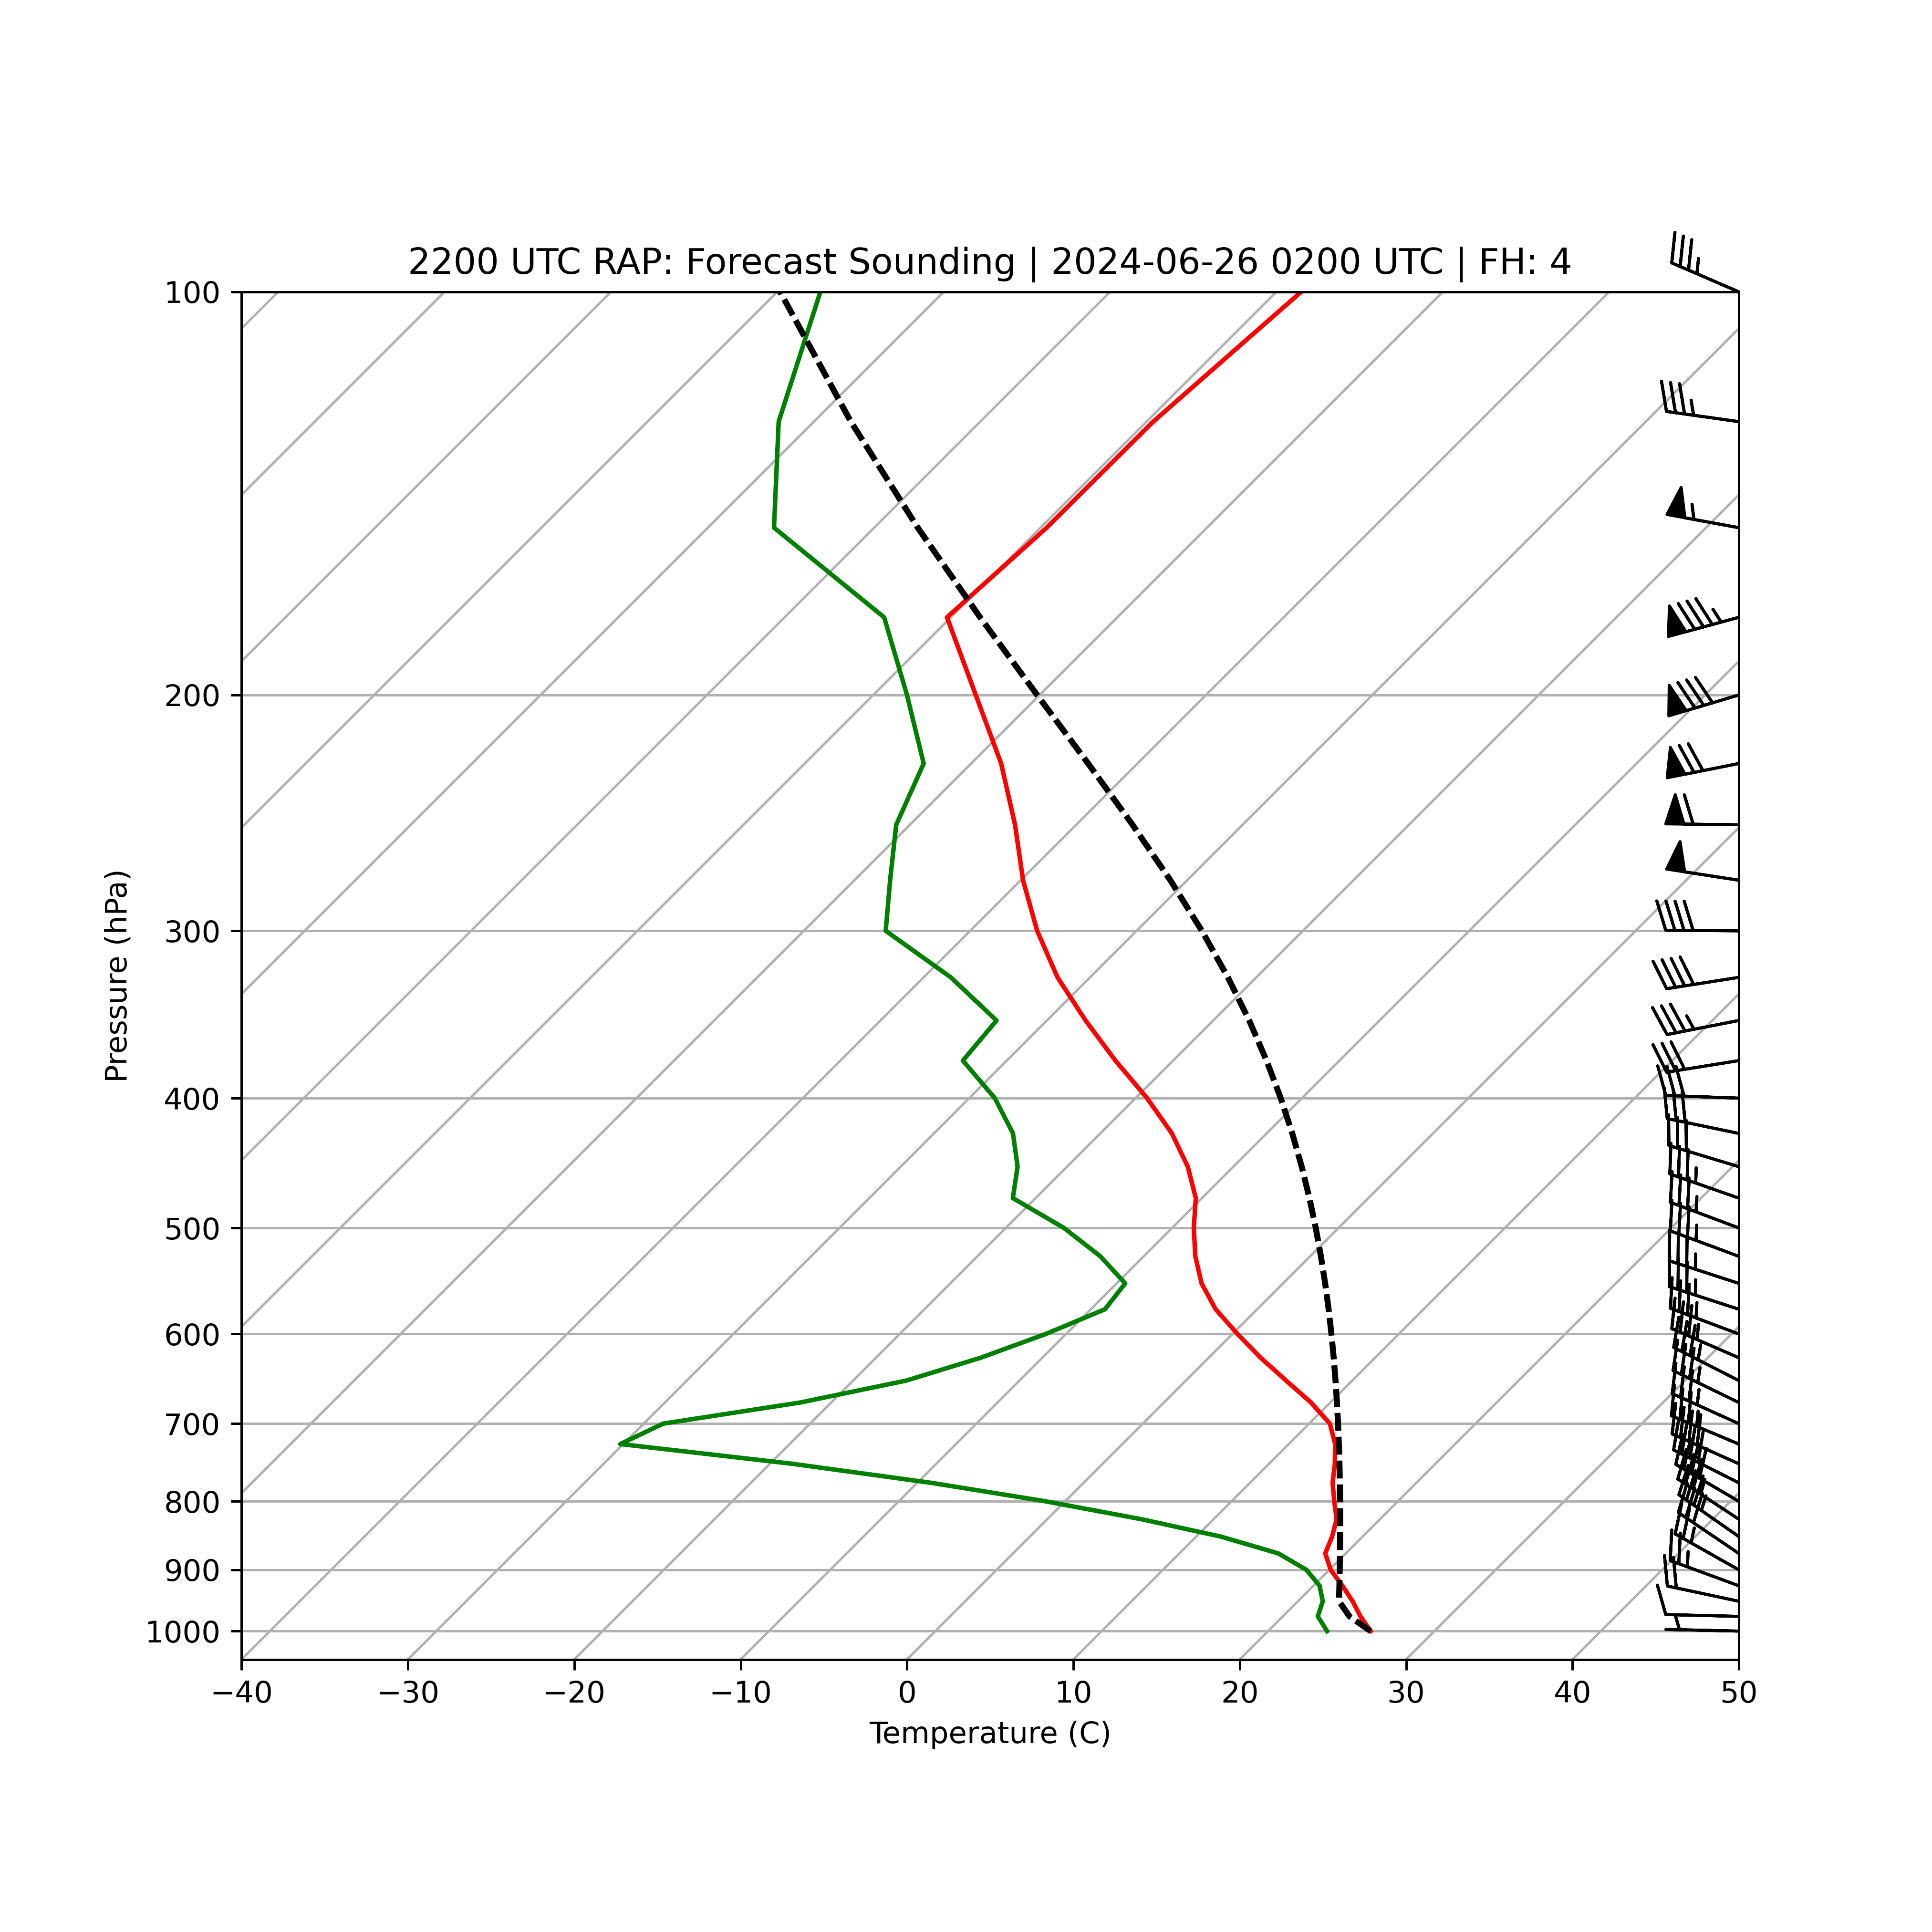 2200 UTC RAP: Forecast Sounding | 2024-06-26 0200 UTC | FH: 4
100
200
300
400
500
600
700
800
900
1000
Pressure (hPa)
−40 −30 −20 −10 0 10 20 30 40 50
Temperature (C)